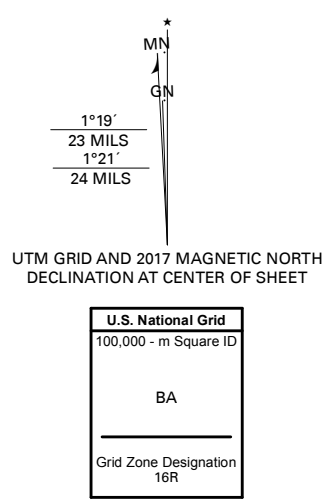 MN
GN
1°19´
23 MILS
1°21´
24 MILS
UTM GRID AND 2017 MAGNETIC NORTH
DECLINATION AT CENTER OF SHEET
U.S. National Grid
100,000 - m Square ID
BA
Grid Zone Designation
16R